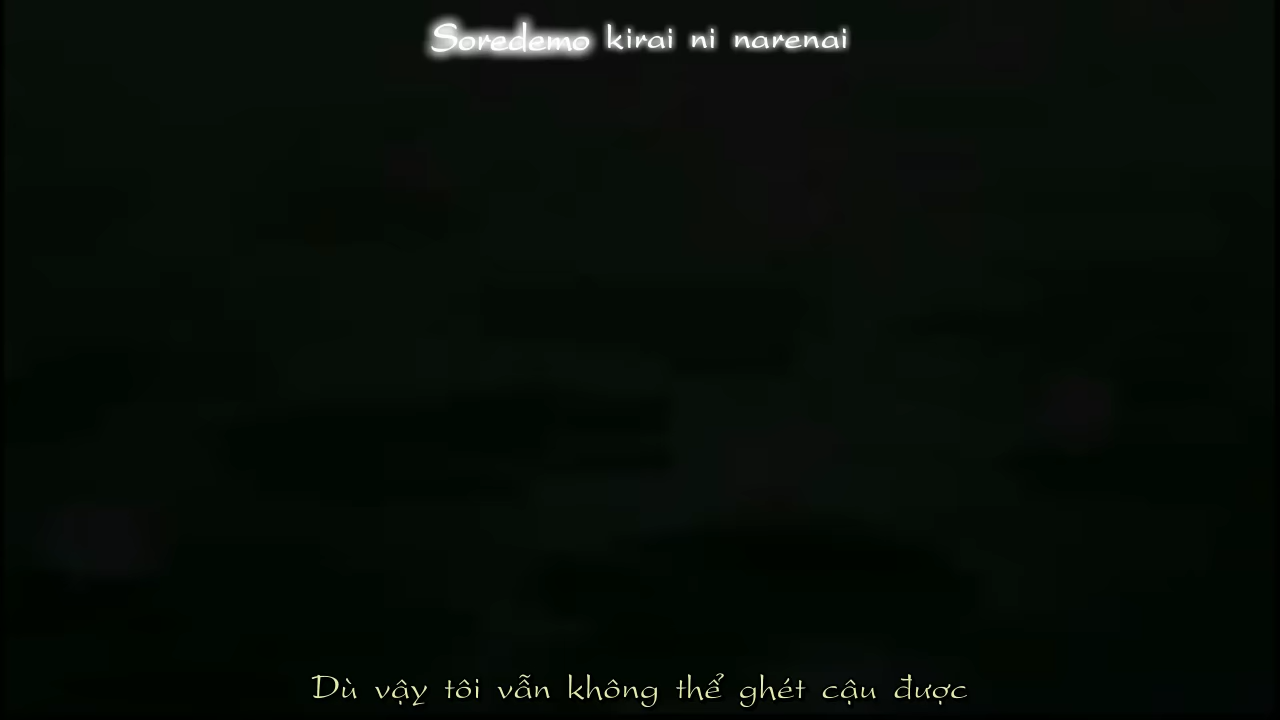 Soredemo kirai ni narenai
Dù vậy tôi vẫn không thể ghét cậu được